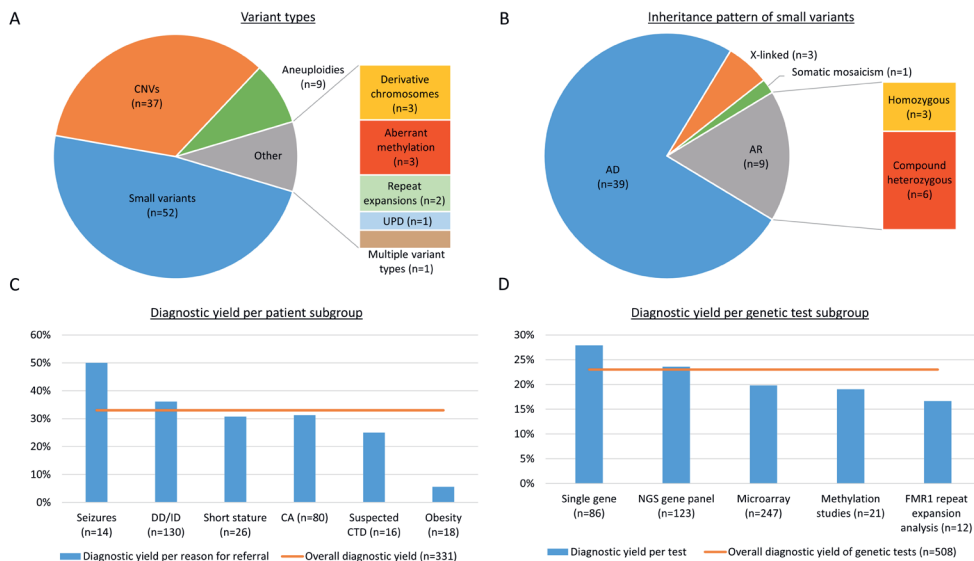 A
Variant types
CNVs
(n=37)
Aneuploidies
(n=9)
Other
Small variants
(n=52)
Derivative
chromosomes
(n=3)
Aberrant
methylation
(n=3)
Repeat
expansions (n=2)
UPD (n=1)
Multiple variant
types (n=1)
B
Inheritance pattern of small variants
X-linked (n=3)
Somatic mosaicism (n=1)
AD
(n=39)
AR
(n=9)
Homozygous
(n=3)
Compound
heterozygous
(n=6)
C
Diagnostic yield per patient subgroup
60%
50%
40%
30%
20%
10%
0%
Seizures
(n=14)
DD/ID
(n=130)
Short stature
(n=26)
CA (n=80)
Suspected
CTD (n=16)
Obesity
(n=18)
Diagnostic yield per reason for referral
Overall diagnostic yield (n=331)
D
Diagnostic yield per genetic test subgroup
30%
25%
20%
15%
10%
5%
0%
Single gene
(n=86)
NGS gene panel
(n=123)
Microarray
(n=247)
Methylation
studies (n=21)
FMR1 repeat
expansion
analysis (n=12)
Diagnostic yield per test
Overall diagnostic yield of genetic tests (n=508)